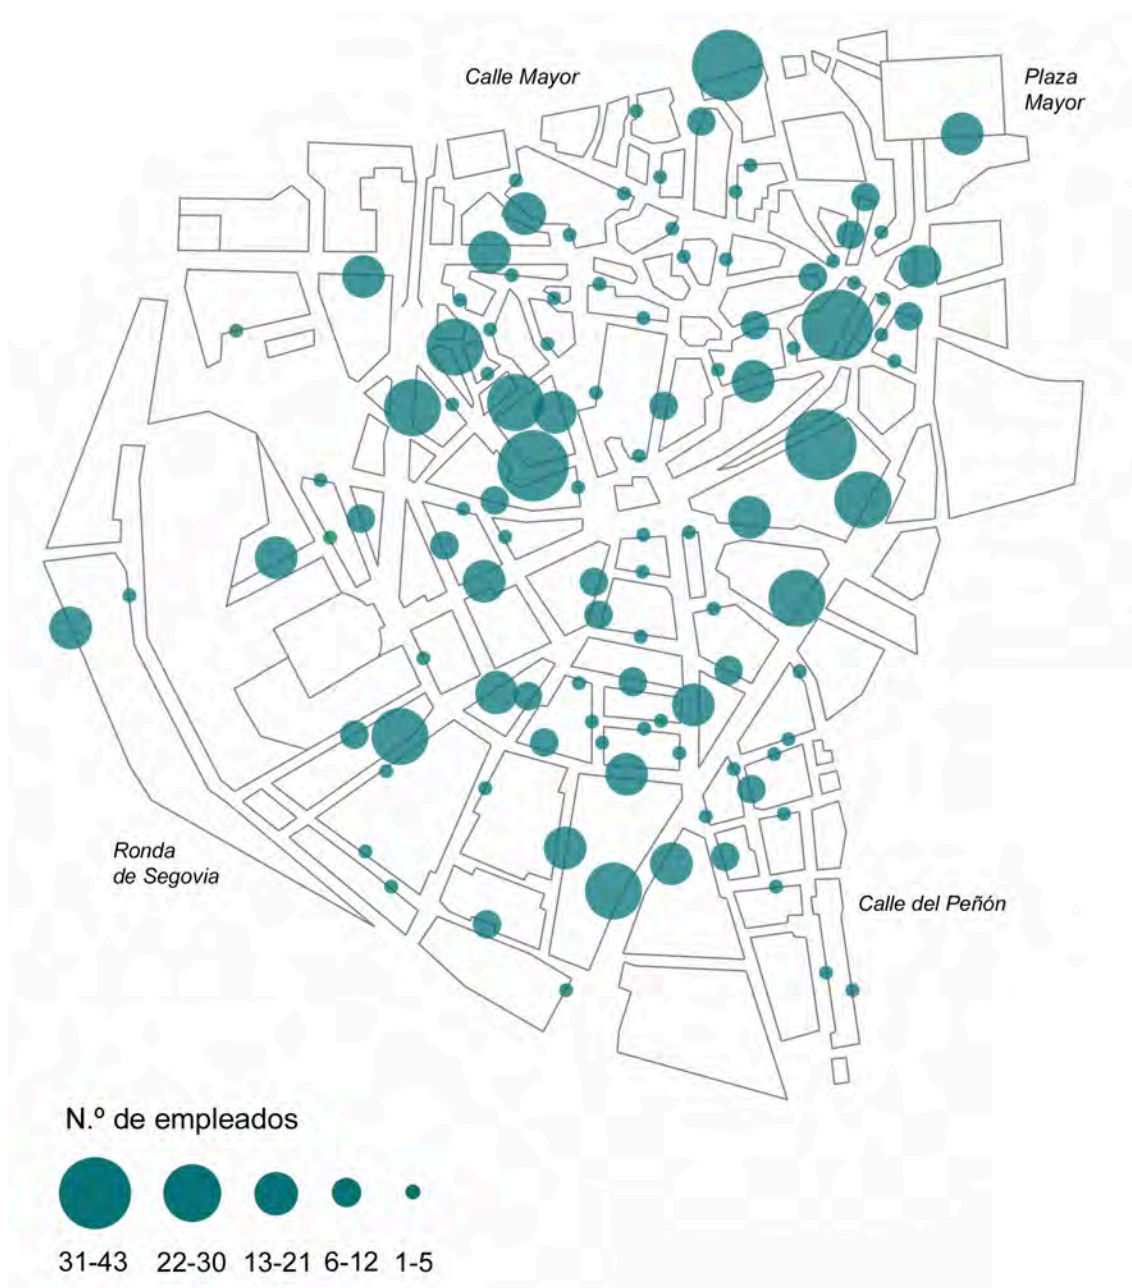 Calle Mayor
Plaza
Mayor
Ronda
de Segovia
Calle del Peñón
N.º de empleados
31-43 22-30 13-21 6-12 1-5